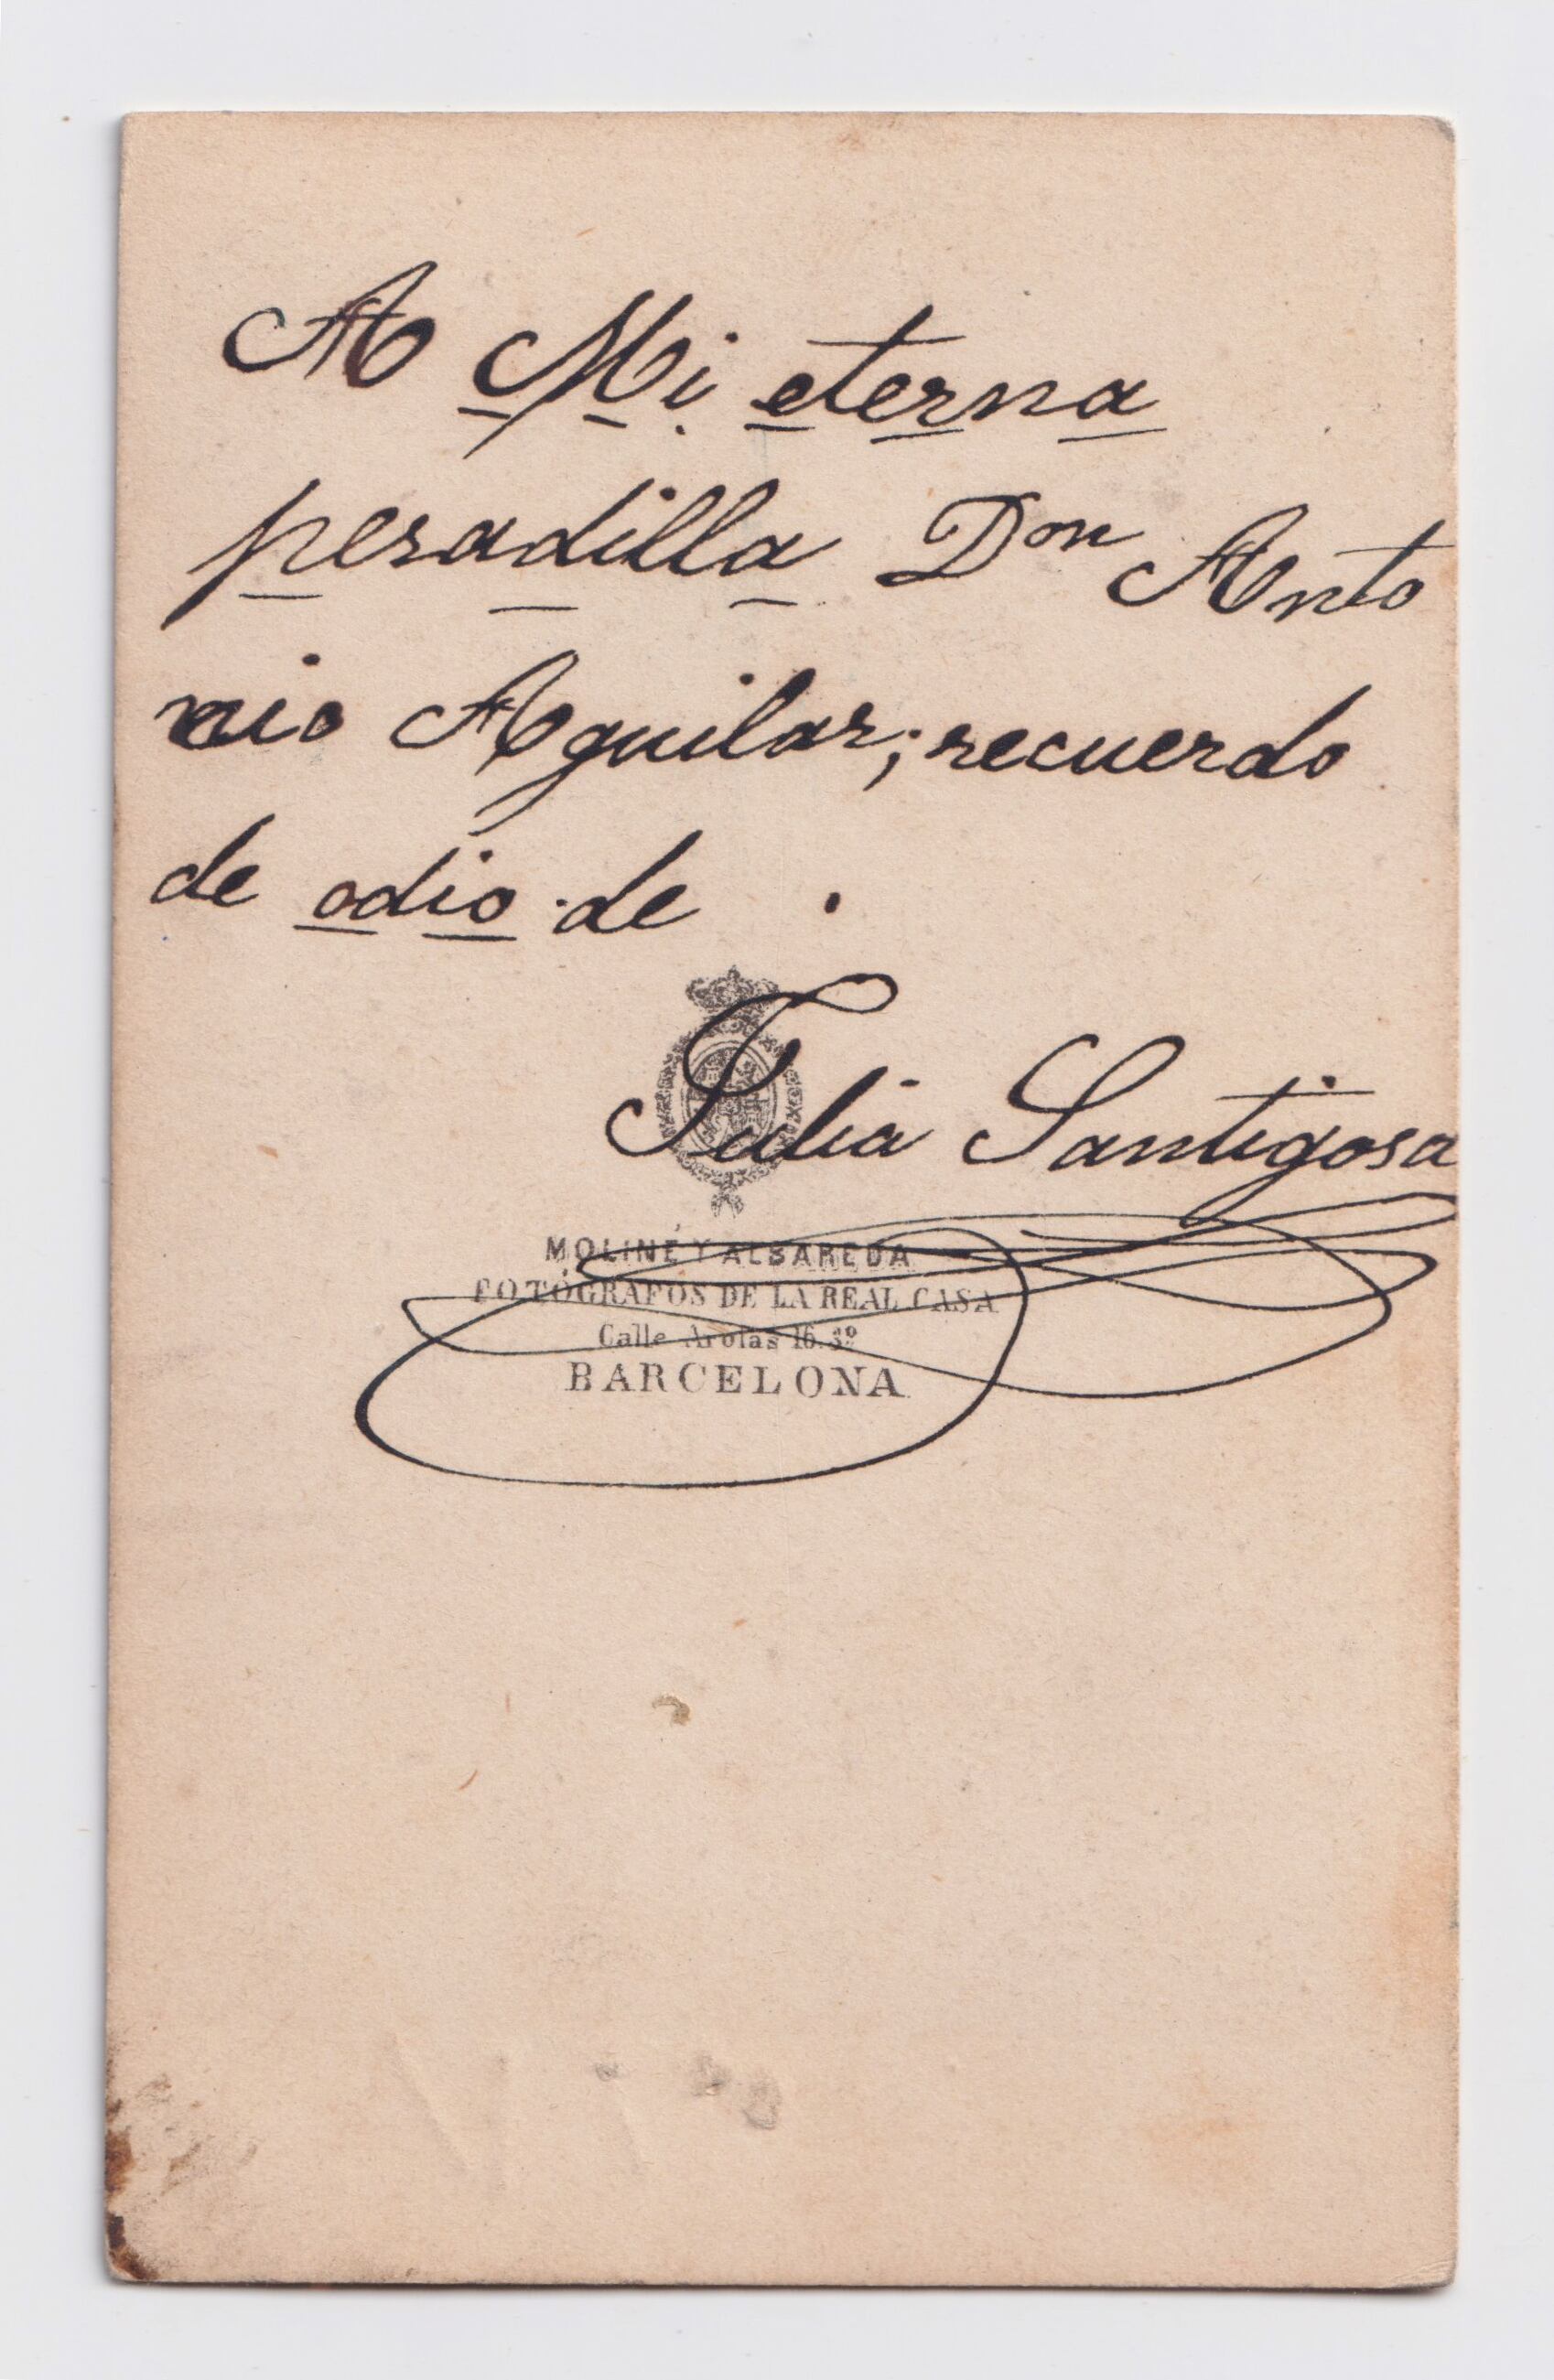 A Mi eterna
pesadilla Don Anto
nio Aguilar; recuerdo
de odio de
Julia Santigosa
MOLINÉ Y ALBAREDA
FOTÓGRAFOS DE LA REAL CASA
Calle Arolas 16. 3º
BARCELONA